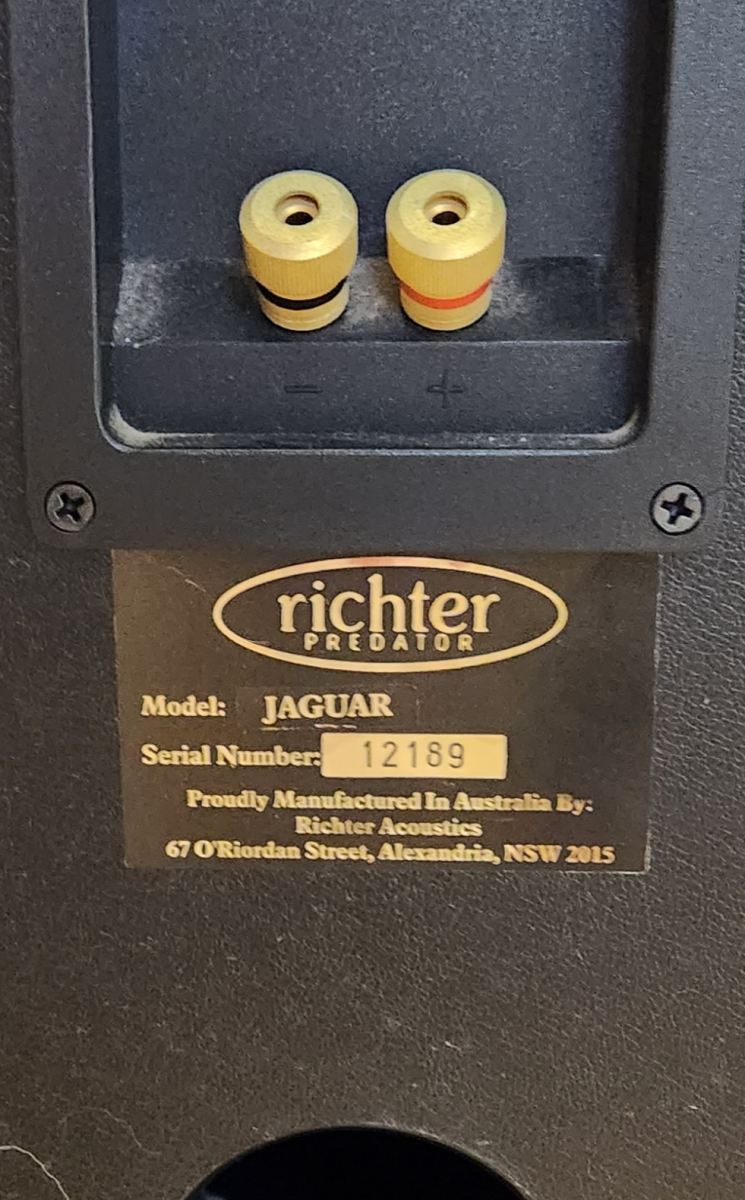 − +
richter
PREDATOR
Model: JAGUAR
Serial Number: 12189
Proudly Manufactured In Australia By:
Richter Acoustics
67 O'Riordan Street, Alexandria, NSW 2015